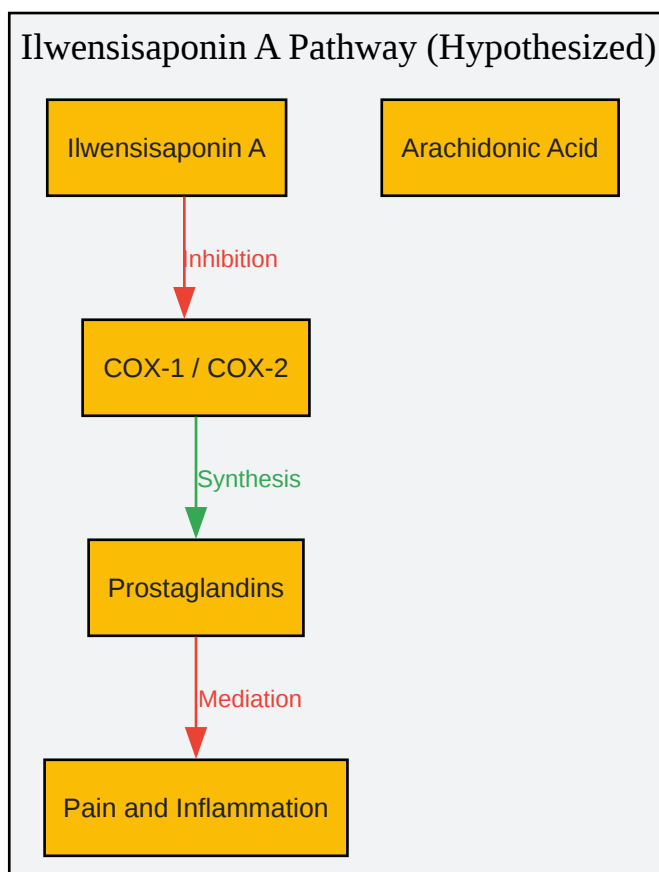 Ilwensisaponin A Pathway (Hypothesized)
Ilwensisaponin A
Arachidonic Acid
Inhibition
COX-1 / COX-2
Synthesis
Prostaglandins
Mediation
Pain and Inflammation